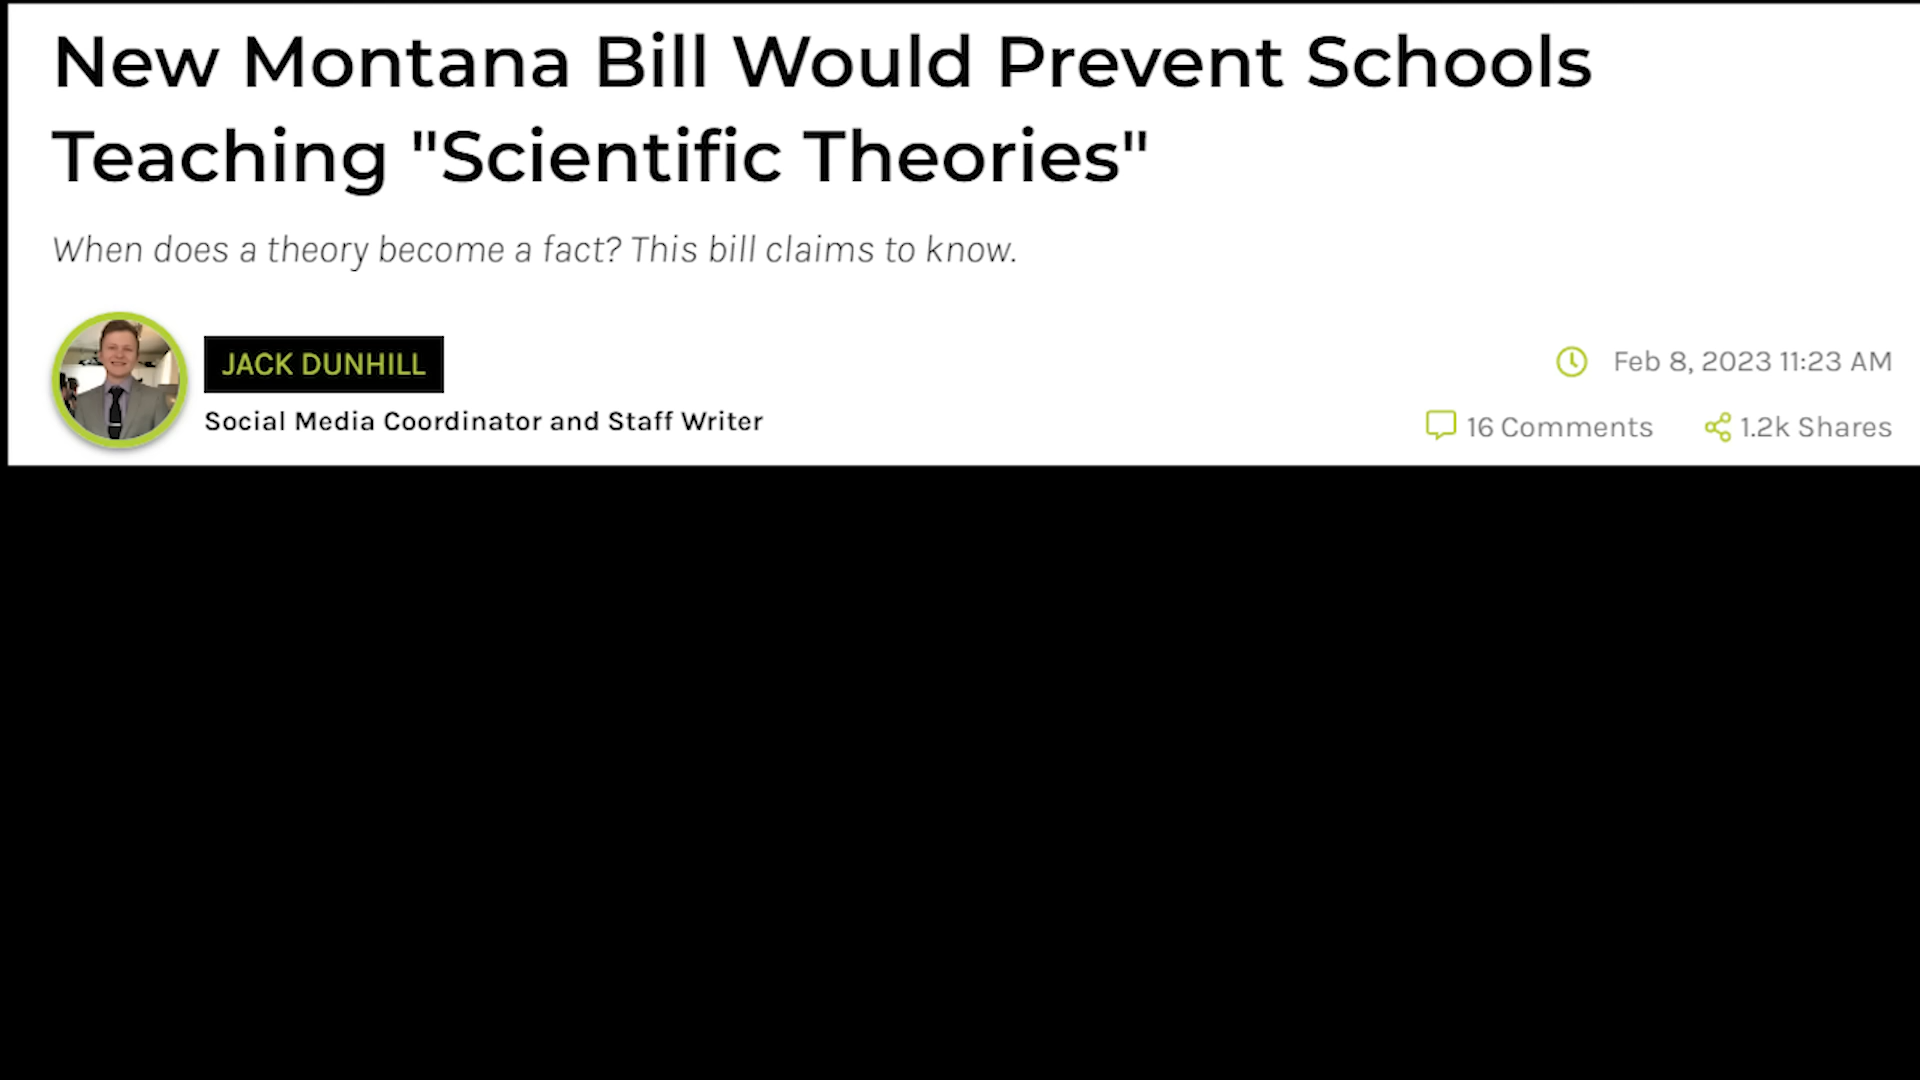 New Montana Bill Would Prevent Schools
Teaching "Scientific Theories"
When does a theory become a fact? This bill claims to know.
JACK DUNHILL
Social Media Coordinator and Staff Writer
Feb 8, 2023 11:23 AM
16 Comments
1.2k Shares